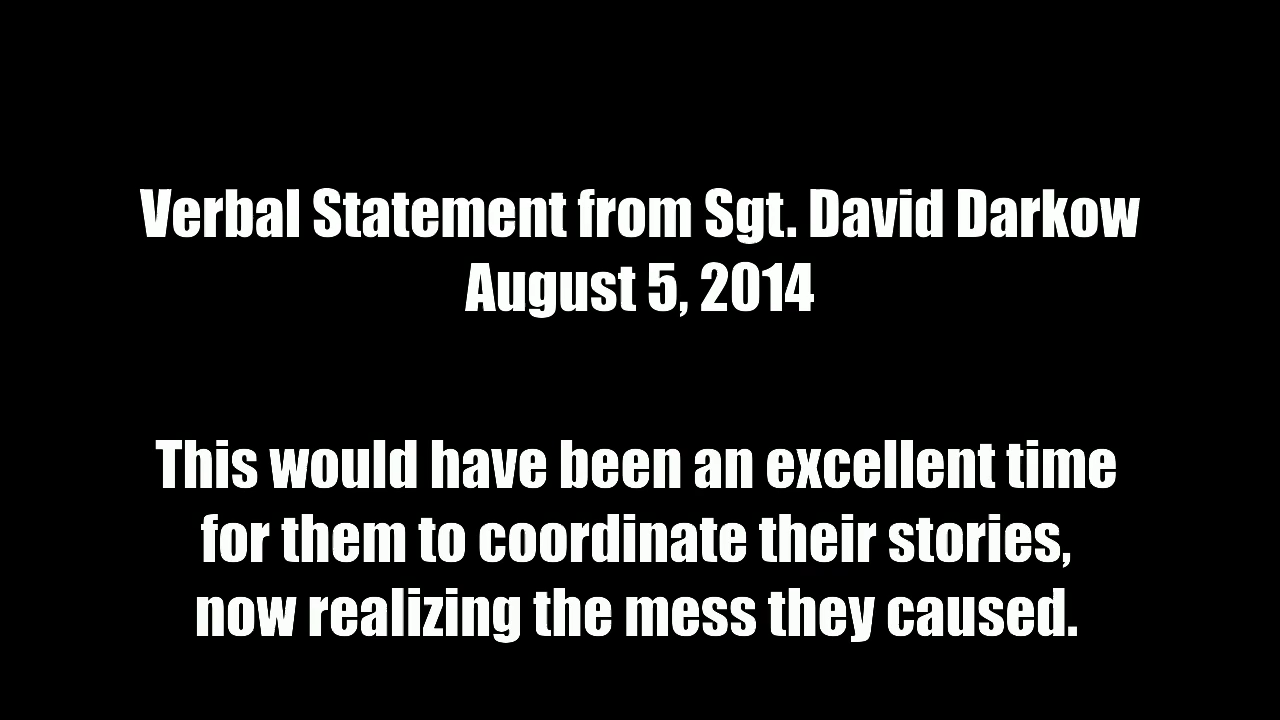 Verbal Statement from Sgt. David Darkow
August 5, 2014
This would have been an excellent time
for them to coordinate their stories,
now realizing the mess they caused.